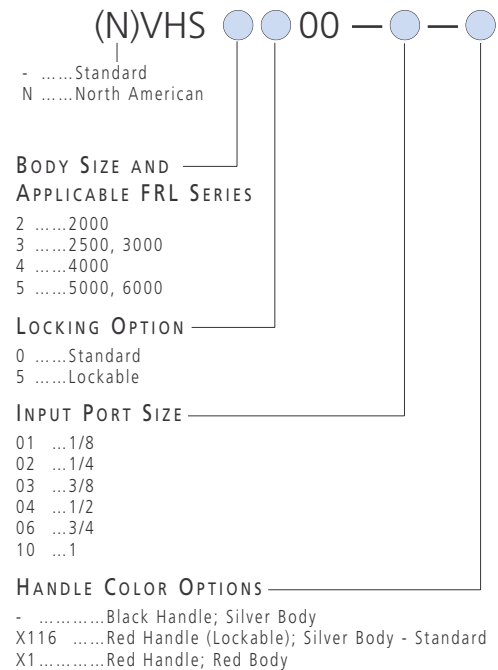 (N)VHS 00 — —
- ......Standard
N ......North American
BODY SIZE AND
APPLICABLE FRL SERIES
2 ......2000
3 ......2500, 3000
4 ......4000
5 ......5000, 6000
LOCKING OPTION
0 ......Standard
5 ......Lockable
INPUT PORT SIZE
01 ...1/8
02 ...1/4
03 ...3/8
04 ...1/2
06 ...3/4
10 ...1
HANDLE COLOR OPTIONS
- ............Black Handle; Silver Body
X116 ......Red Handle (Lockable); Silver Body - Standard
X1............Red Handle; Red Body